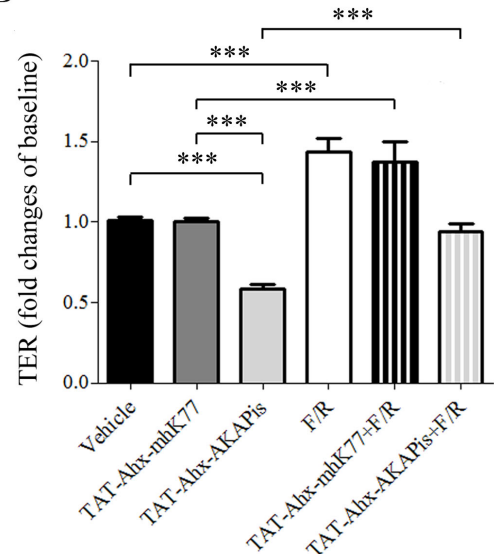 ***
***
***
***
***
2.0
1.5
1.0
0.5
0.0
TER (fold changes of baseline)
Vehicle
TAT-Ahx-mhK77
TAT-Ahx-AKAPis
F/R
TAT-Ahx-mhK77+F/R
TAT-Ahx-AKAPis+F/R